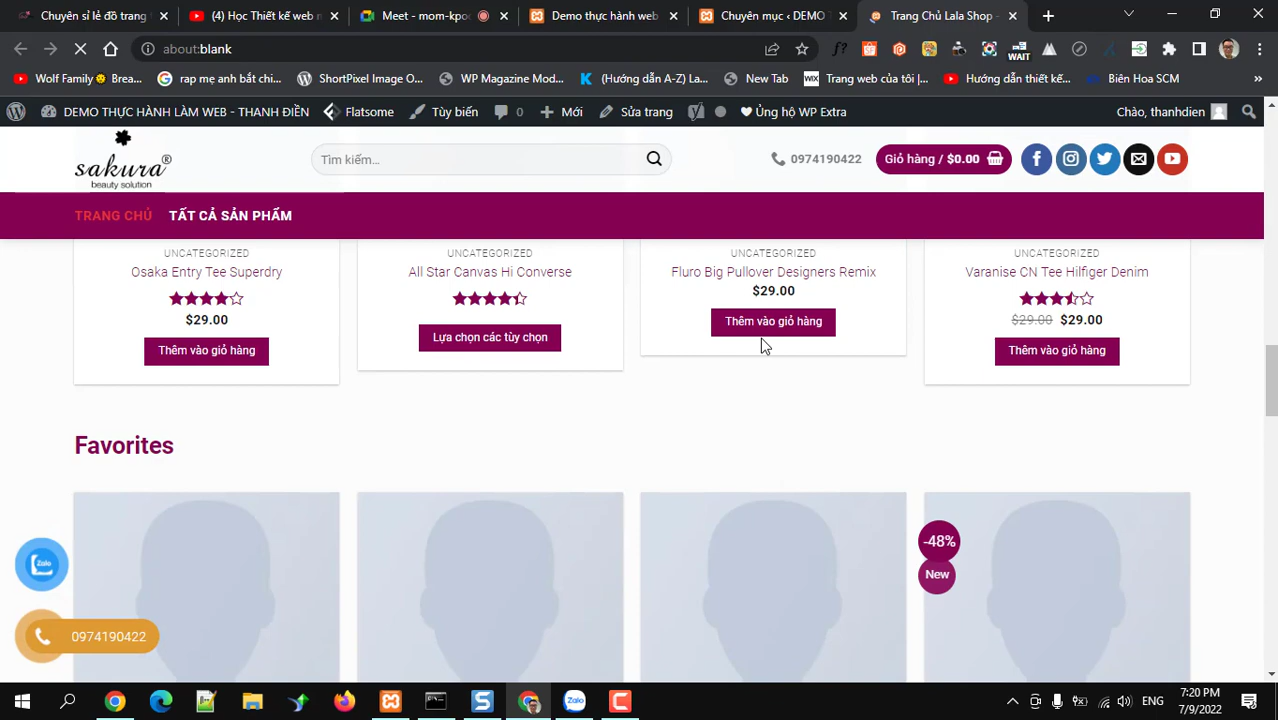 Chuyên sỉ lẻ đồ trang
(4) Học Thiết kế web n
Meet - mom-kpoc
Demo thực hành web
Chuyên mục ‹ DEMO T
Trang Chủ Lala Shop -
about:blank
WAIT
Wolf Family Brea...
rap mẹ anh bắt chi...
ShortPixel Image O...
WP Magazine Mod...
(Hướng dẫn A-Z) La...
New Tab
WIX Trang web của tôi |...
Hướng dẫn thiết kế...
Biên Hoa SCM
»
DEMO THỰC HÀNH LÀM WEB - THANH ĐIỀN
Flatsome
Tùy biến
0
Mới
Sửa trang
Ủng hộ WP Extra
Chào, thanhdien
sakura®
beauty solution
Tìm kiếm...
0974190422
Giỏ hàng / $0.00
TRANG CHỦ
TẤT CẢ SẢN PHẨM
UNCATEGORIZED
Osaka Entry Tee Superdry
$29.00
Thêm vào giỏ hàng
UNCATEGORIZED
All Star Canvas Hi Converse
Lựa chọn các tùy chọn
UNCATEGORIZED
Fluro Big Pullover Designers Remix
$29.00
Thêm vào giỏ hàng
UNCATEGORIZED
Varanise CN Tee Hilfiger Denim
$29.00 $29.00
Thêm vào giỏ hàng
Favorites
-48%
New
Zalo
0974190422
Zalo
ENG
7:20 PM
7/9/2022